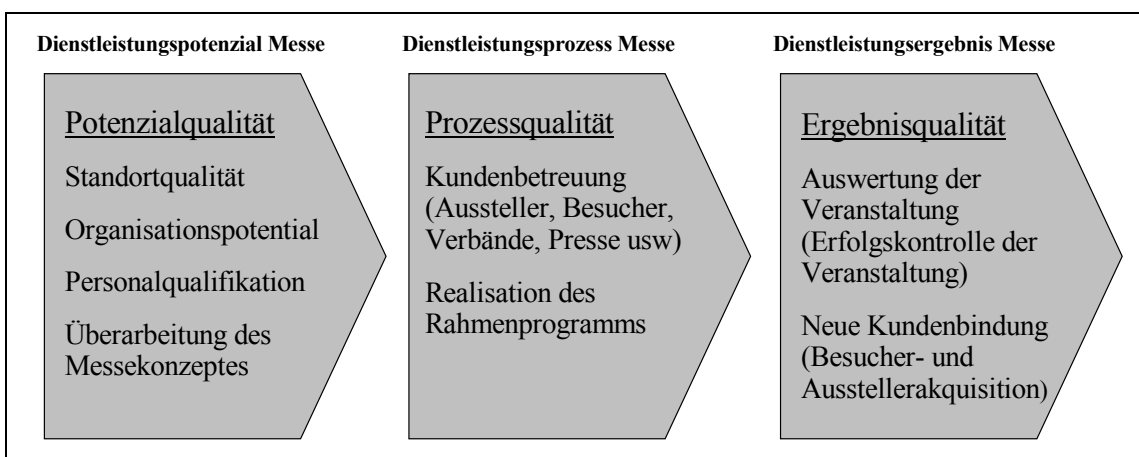 Dienstleistungspotenzial Messe
Potenzialqualität
Standortqualität
Organisationspotential
Personalqualifikation
Überarbeitung des
Messekonzeptes
Dienstleistungsprozess Messe
Prozessqualität
Kundenbetreuung
(Aussteller, Besucher,
Verbände, Presse usw)
Realisation des
Rahmenprogramms
Dienstleistungsergebnis Messe
Ergebnisqualität
Auswertung der
Veranstaltung
(Erfolgskontrolle der
Veranstaltung)
Neue Kundenbindung
(Besucher- und
Ausstellerakquisition)